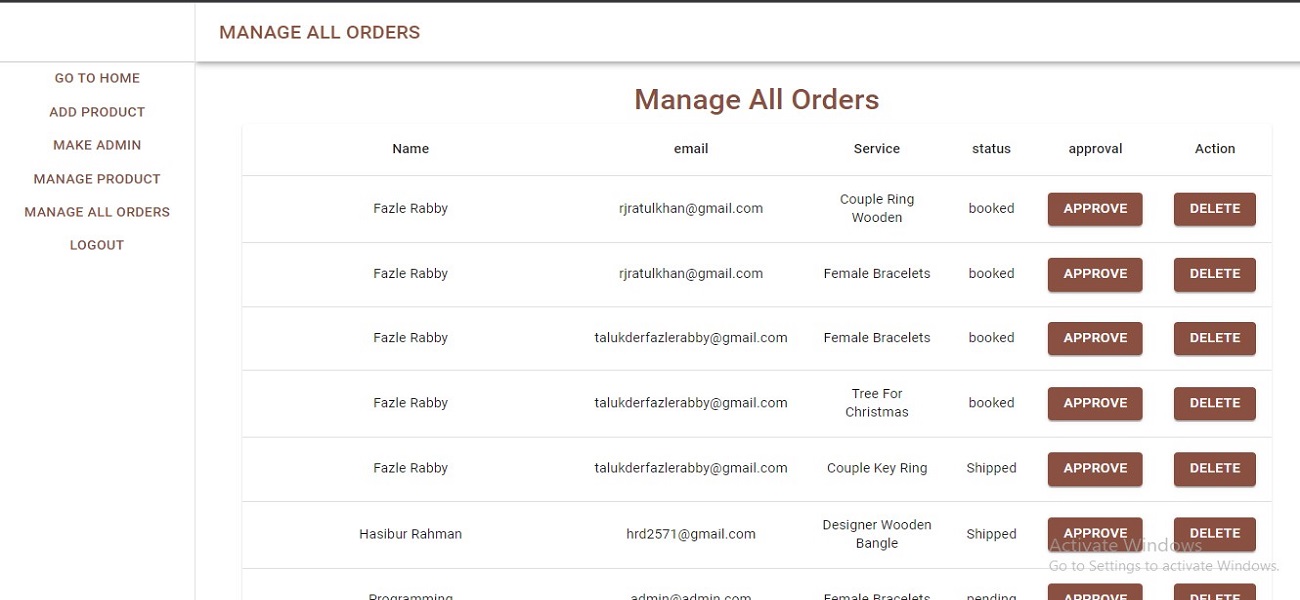 MANAGE ALL ORDERS
GO TO HOME
ADD PRODUCT
MAKE ADMIN
MANAGE PRODUCT
MANAGE ALL ORDERS
LOGOUT
Manage All Orders
Name email Service status approval Action
Fazle Rabby rjratulkhan@gmail.com Couple Ring Wooden booked APPROVE DELETE
Fazle Rabby rjratulkhan@gmail.com Female Bracelets booked APPROVE DELETE
Fazle Rabby talukderfazlerabby@gmail.com Female Bracelets booked APPROVE DELETE
Fazle Rabby talukderfazlerabby@gmail.com Tree For Christmas booked APPROVE DELETE
Fazle Rabby talukderfazlerabby@gmail.com Couple Key Ring Shipped APPROVE DELETE
Hasibur Rahman hrd2571@gmail.com Designer Wooden Bangle Shipped APPROVE DELETE
Activate Windows
Go to Settings to activate Windows.
Programming admin@admin.com Female Bracelets pending APPROVE DELETE